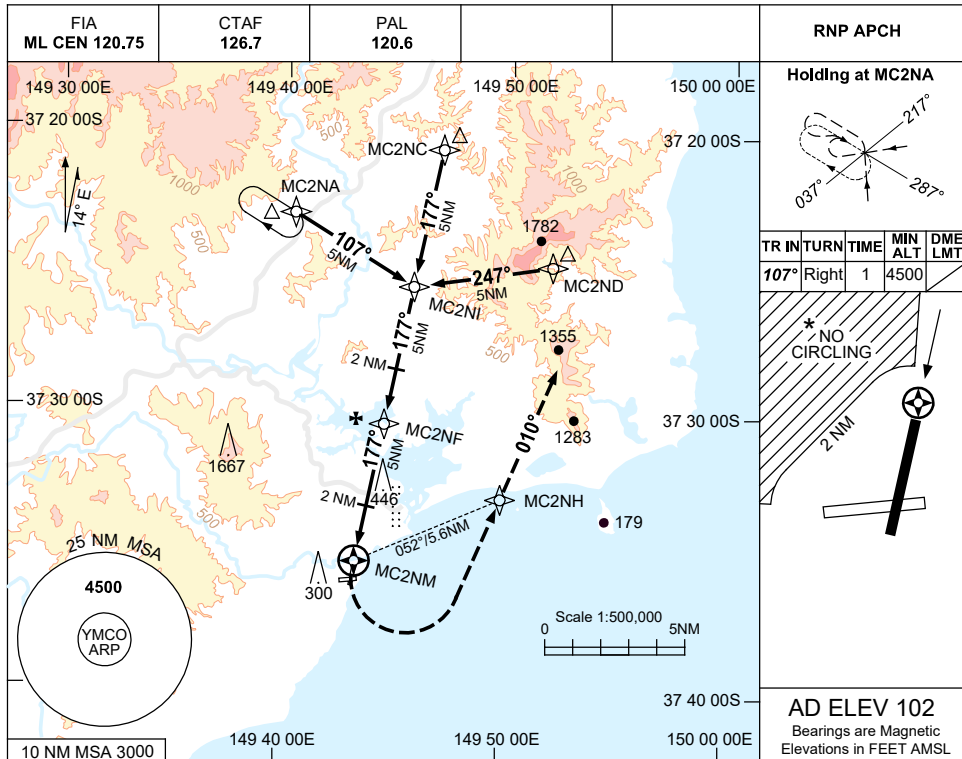 FIA
ML CEN 120.75
CTAF
126.7
PAL
120.6
RNP APCH
149 30 00E
149 40 00E
149 50 00E
150 00 00E
37 20 00S
37 20 00S
14° E
1000
500
500
500
1000
500
500
MC2NC
MC2NA
177°
5NM
107°
5NM
1782
247°
5NM
MC2ND
MC2NI
177°
5NM
2 NM
1355
37 30 00S
37 30 00S
MC2NF
1283
010°
1667
177°
5NM
2 NM
446
MC2NH
179
052°/5.6NM
MC2NM
300
25 NM MSA
4500
YMCO
ARP
Scale 1:500,000
0
5NM
37 40 00S
149 40 00E
149 50 00E
150 00 00E
10 NM MSA 3000
Holding at MC2NA
217°
037°
287°
TR IN
TURN
TIME
MIN
ALT
DME
LMT
107°
Right
1
4500
* NO
CIRCLING
2 NM
AD ELEV 102
Bearings are Magnetic
Elevations in FEET AMSL